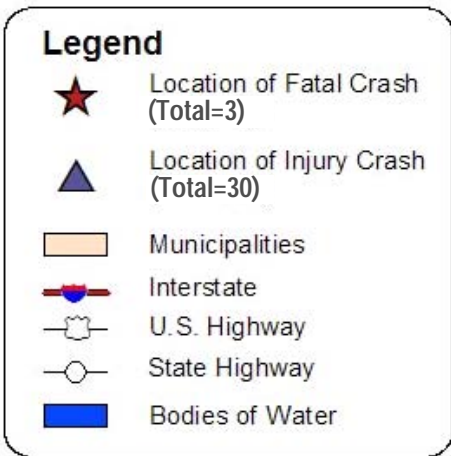 Legend
Location of Fatal Crash
(Total=3)
Location of Injury Crash
(Total=30)
Municipalities
Interstate
U.S. Highway
State Highway
Bodies of Water